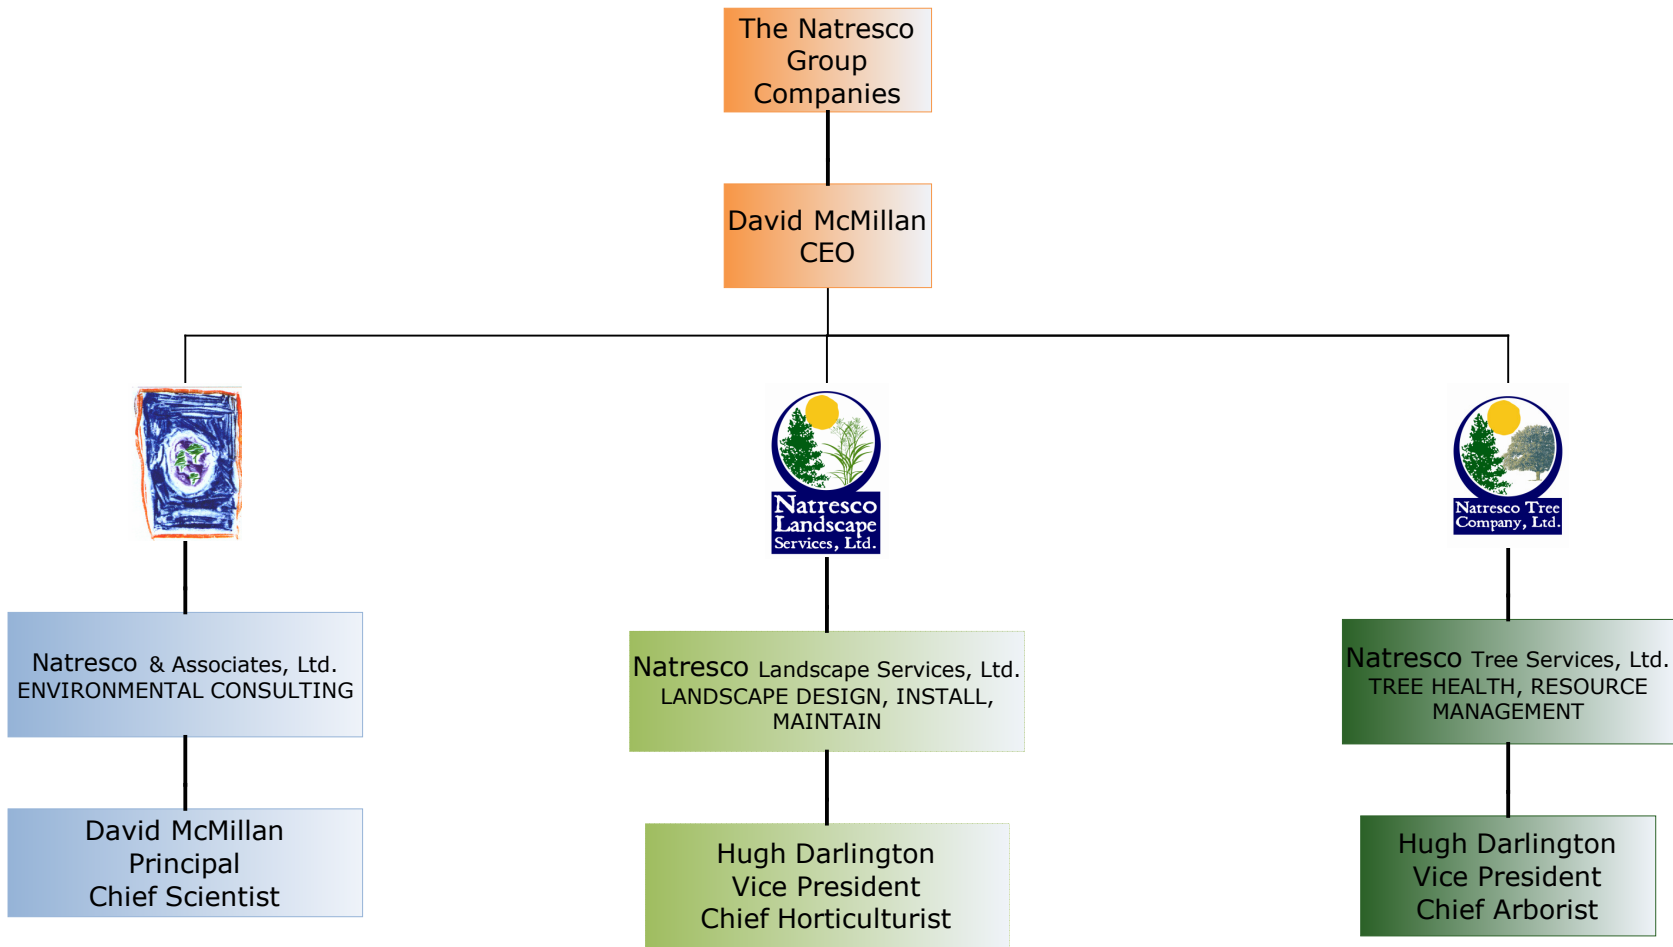 The Natresco
Group
Companies
David McMillan
CEO
Natresco
Landscape
Services, Ltd.
Natresco Tree
Company, Ltd.
Natresco & Associates, Ltd.
ENVIRONMENTAL CONSULTING
Natresco Landscape Services, Ltd.
LANDSCAPE DESIGN, INSTALL,
MAINTAIN
Natresco Tree Services, Ltd.
TREE HEALTH, RESOURCE
MANAGEMENT
David McMillan
Principal
Chief Scientist
Hugh Darlington
Vice President
Chief Horticulturist
Hugh Darlington
Vice President
Chief Arborist